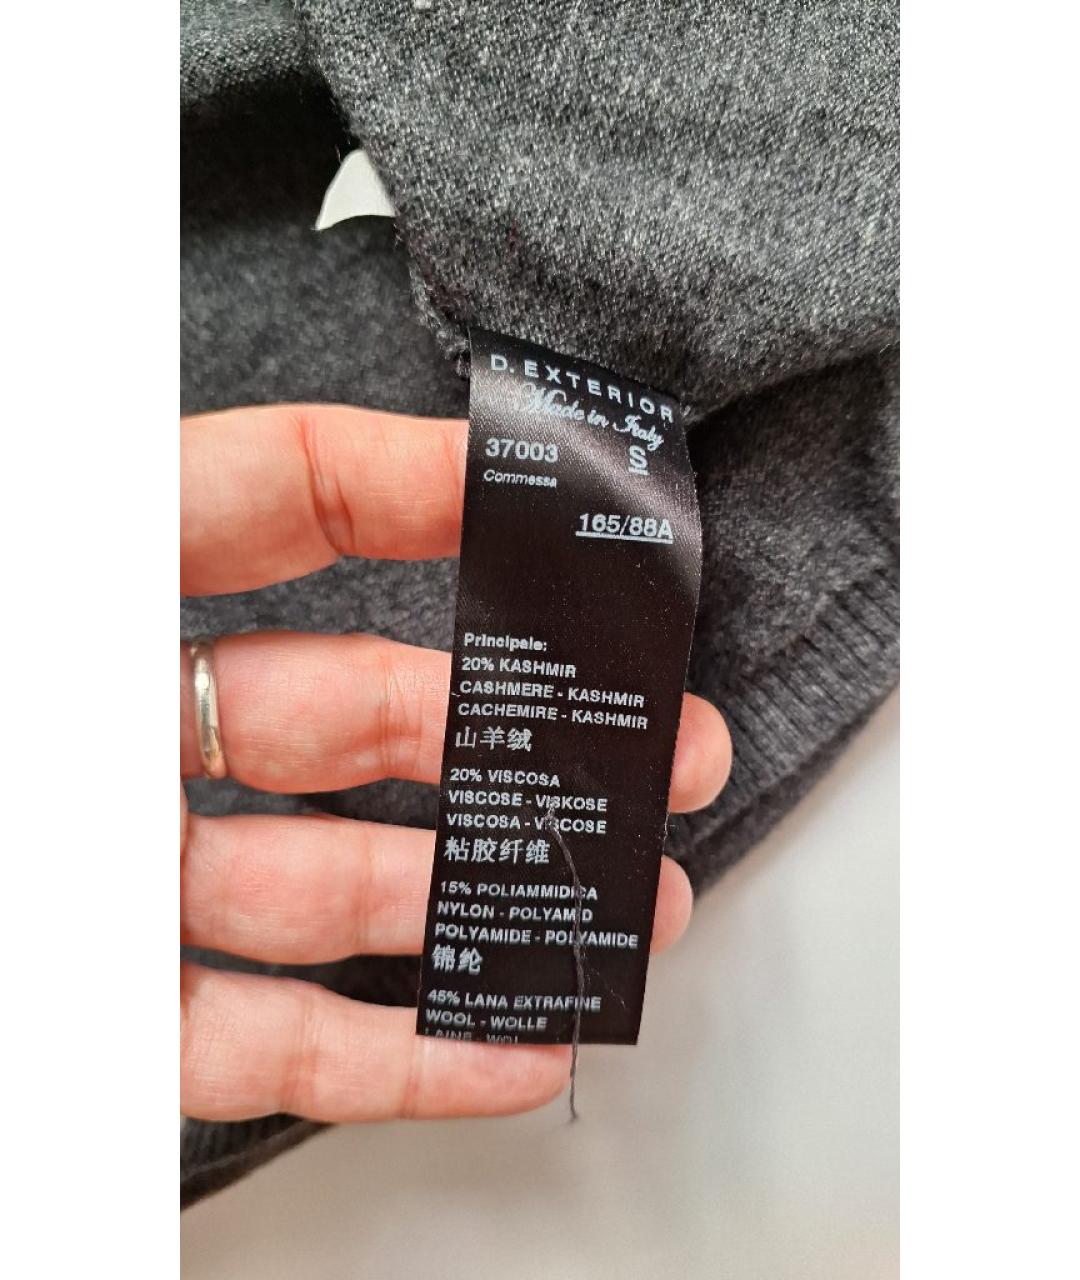 D.EXTERIOR
Made in Italy
37003 S
Commessa
165/88A
Principale:
20% KASHMIR
CASHMERE - KASHMIR
CACHEMIRE - KASHMIR
山羊绒
20% VISCOSA
VISCOSE - VISKOSE
VISCOSA - VISCOSE
粘胶纤维
15% POLIAMMIDICA
NYLON - POLYAMID
POLYAMIDE - POLYAMIDE
锦纶
45% LANA EXTRAFINE
WOOL - WOLLE